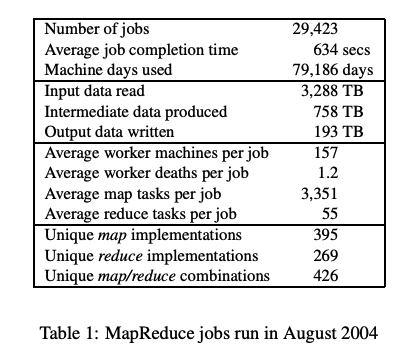 Number of jobs 29,423
Average job completion time 634 secs
Machine days used 79,186 days
Input data read 3,288 TB
Intermediate data produced 758 TB
Output data written 193 TB
Average worker machines per job 157
Average worker deaths per job 1.2
Average map tasks per job 3,351
Average reduce tasks per job 55
Unique map implementations 395
Unique reduce implementations 269
Unique map/reduce combinations 426
Table 1: MapReduce jobs run in August 2004